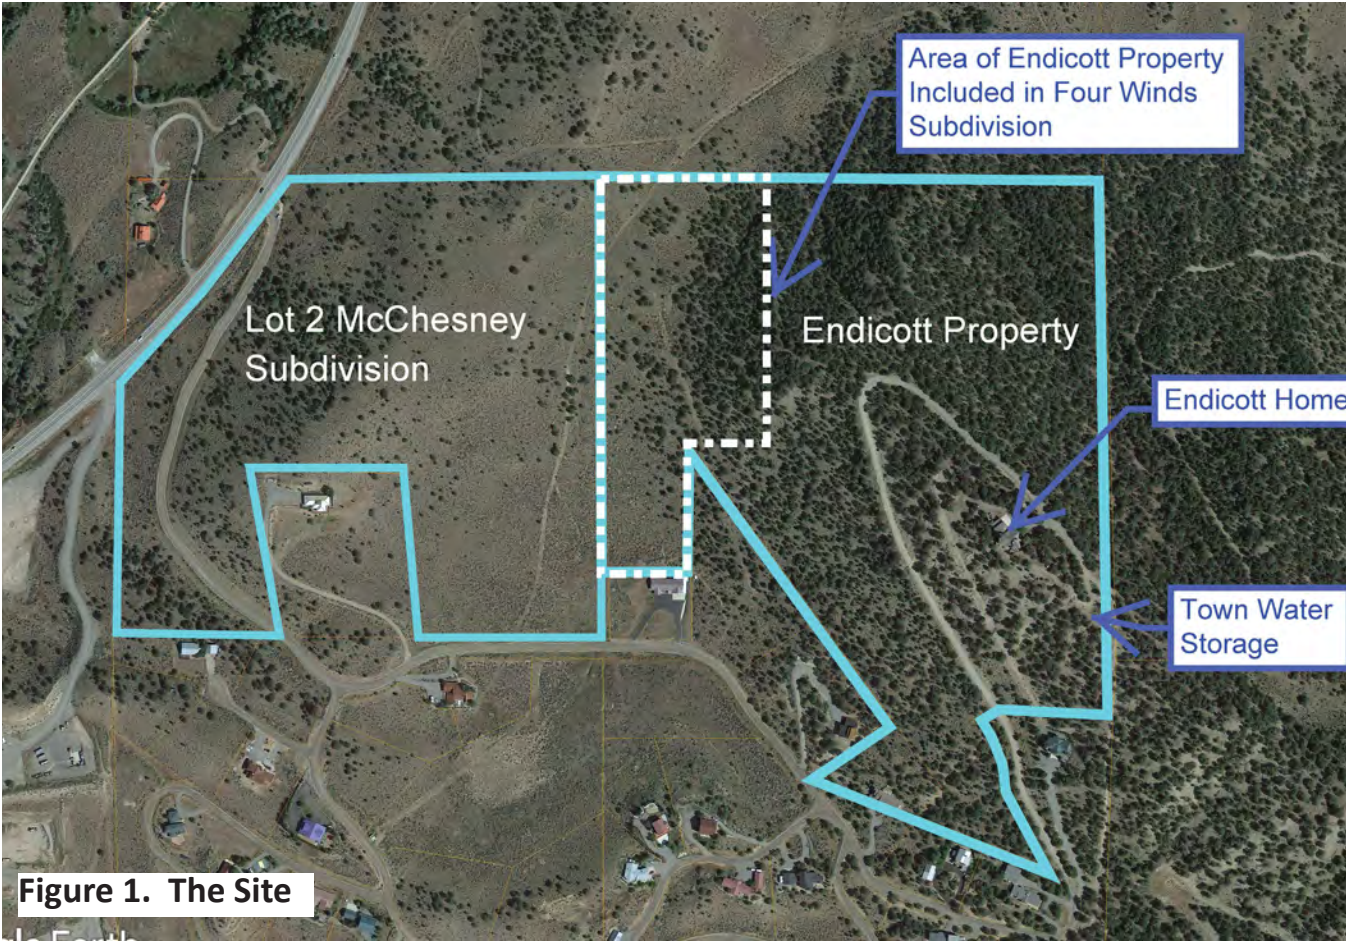 Area of Endicott Property
Included in Four Winds
Subdivision
Lot 2 McChesney
Subdivision
Endicott Property
Endicott Home
Town Water
Storage
Figure 1. The Site